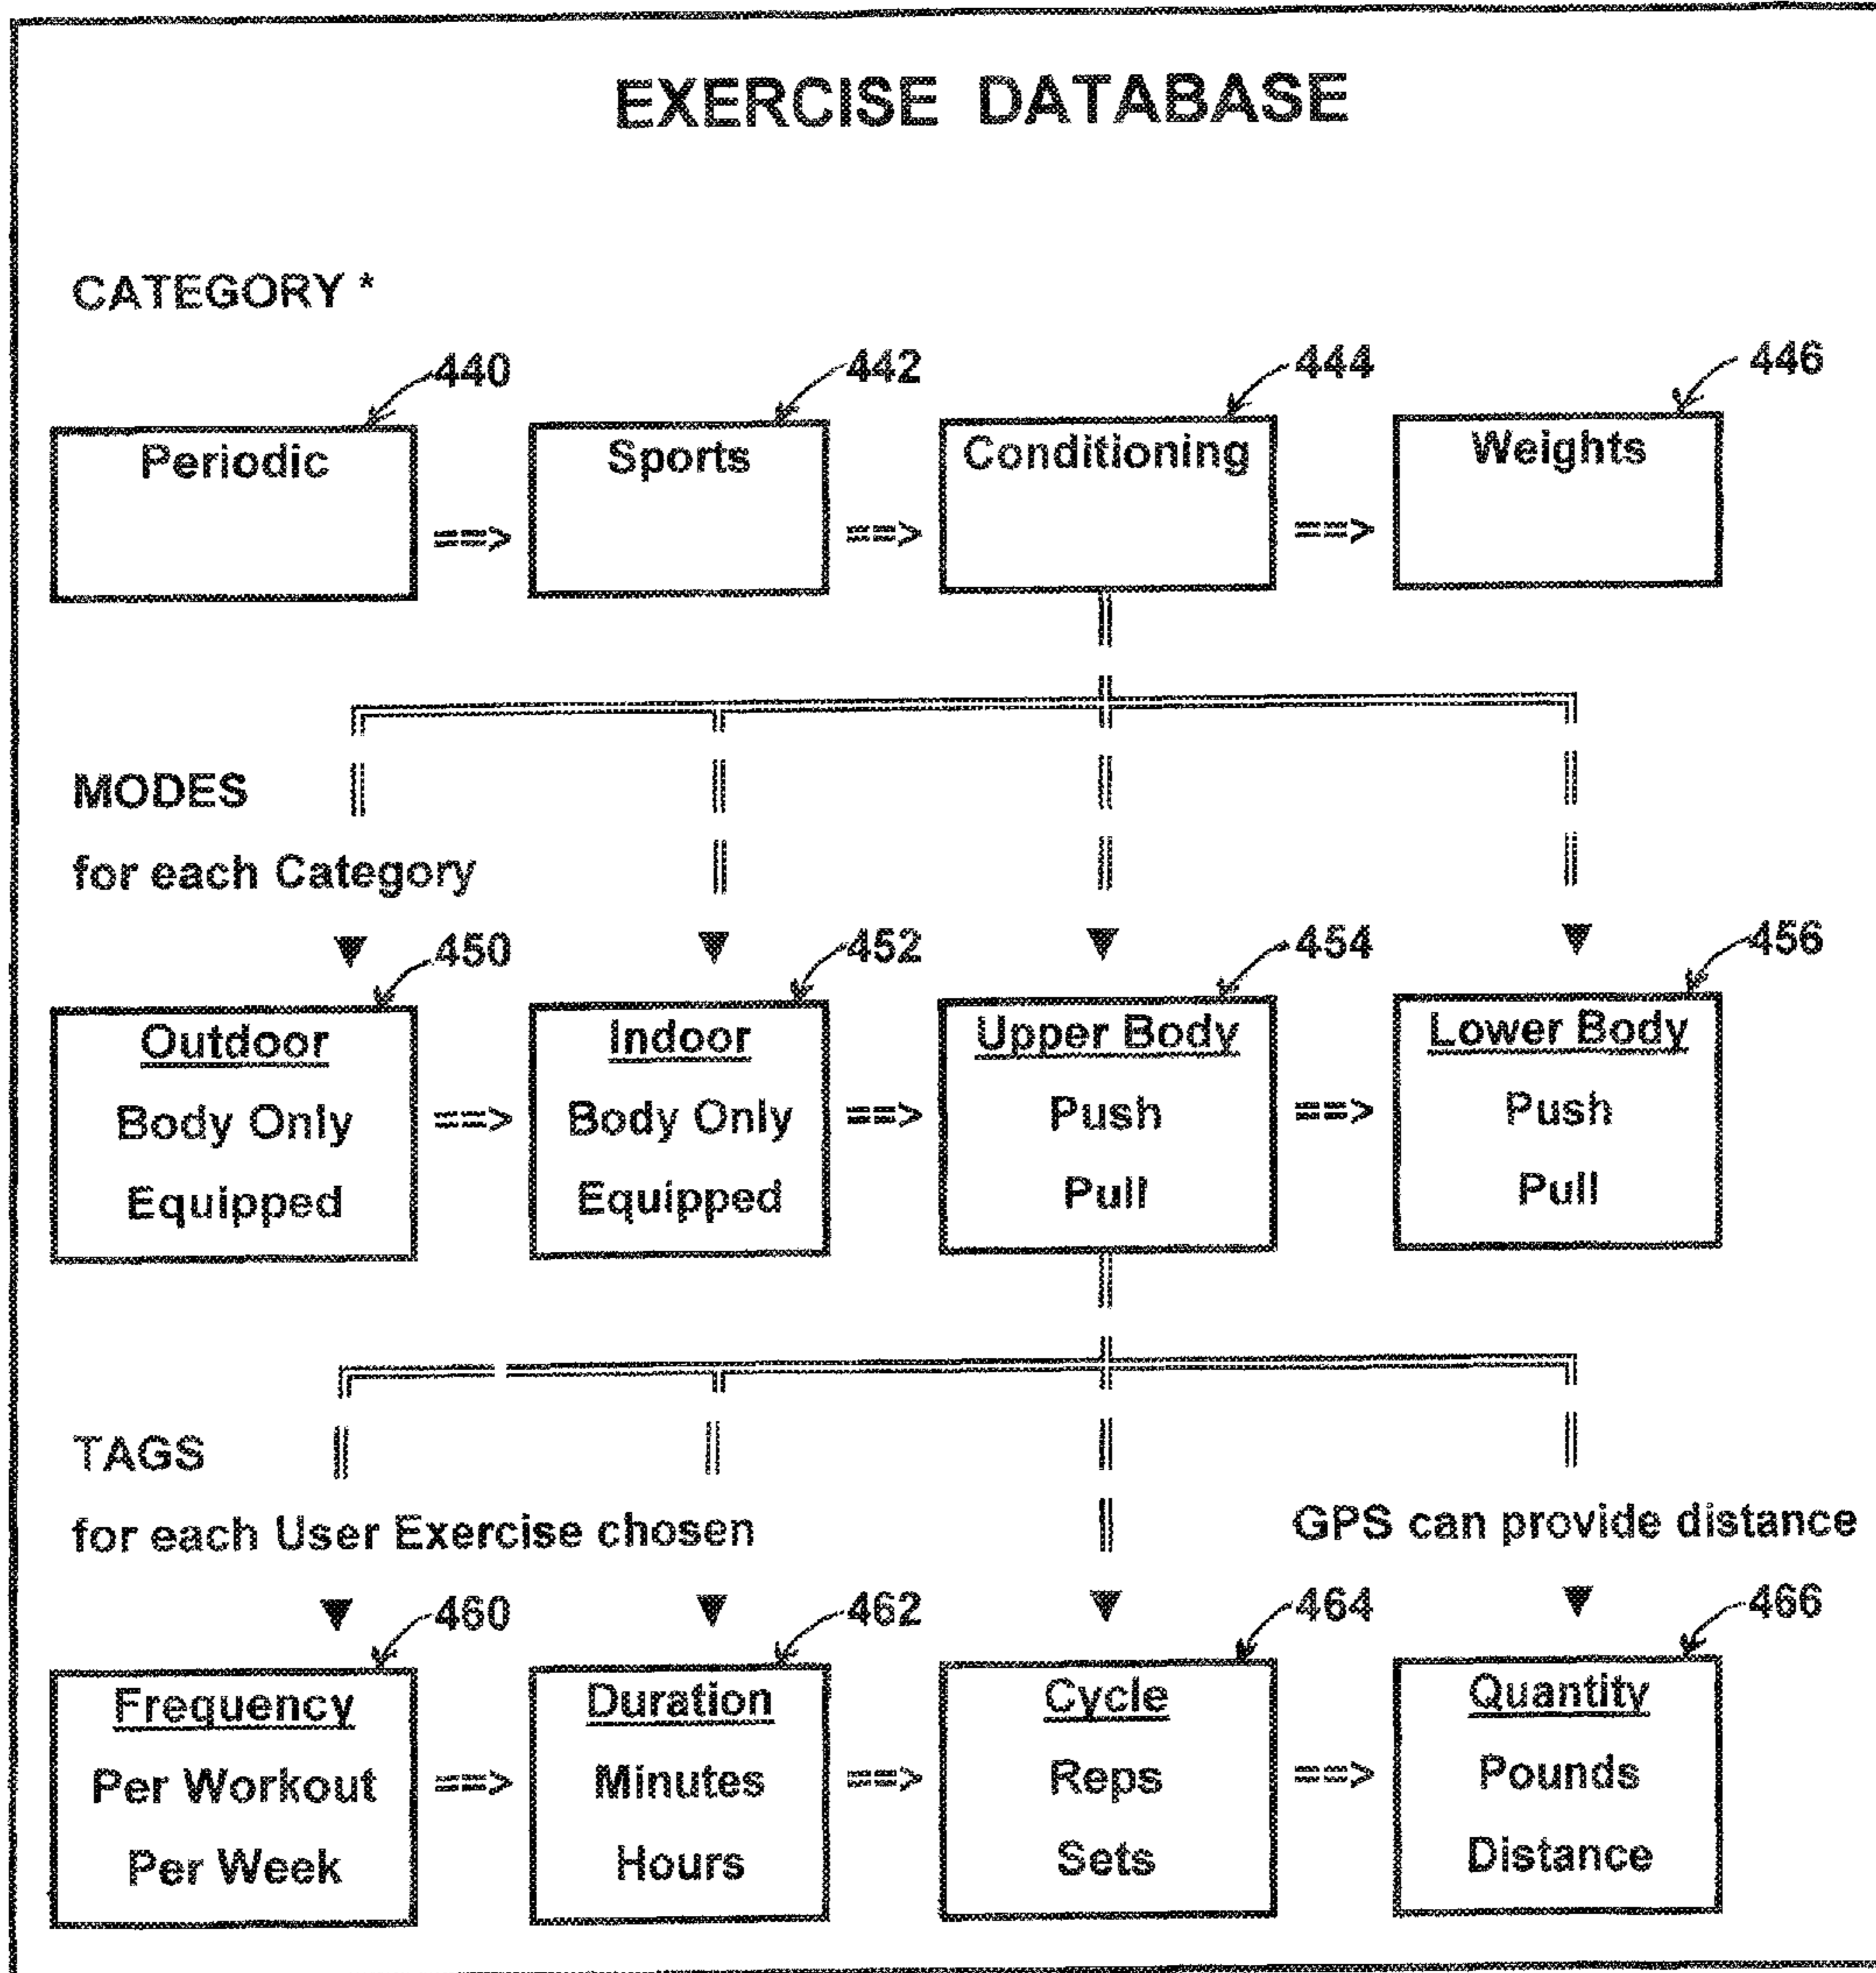 EXERCISE DATABASE
CATEGORY *
440
442
444
446
Periodic
Sports
Conditioning
Weights
==>
==>
==>
MODES
for each Category
450
452
454
456
Outdoor
Body Only
Equipped
==>
Indoor
Body Only
Equipped
==>
Upper Body
Push
Pull
==>
Lower Body
Push
Pull
TAGS
for each User Exercise chosen
GPS can provide distance
460
462
464
466
Frequency
Per Workout
Per Week
==>
Duration
Minutes
Hours
==>
Cycle
Reps
Sets
==>
Quantity
Pounds
Distance